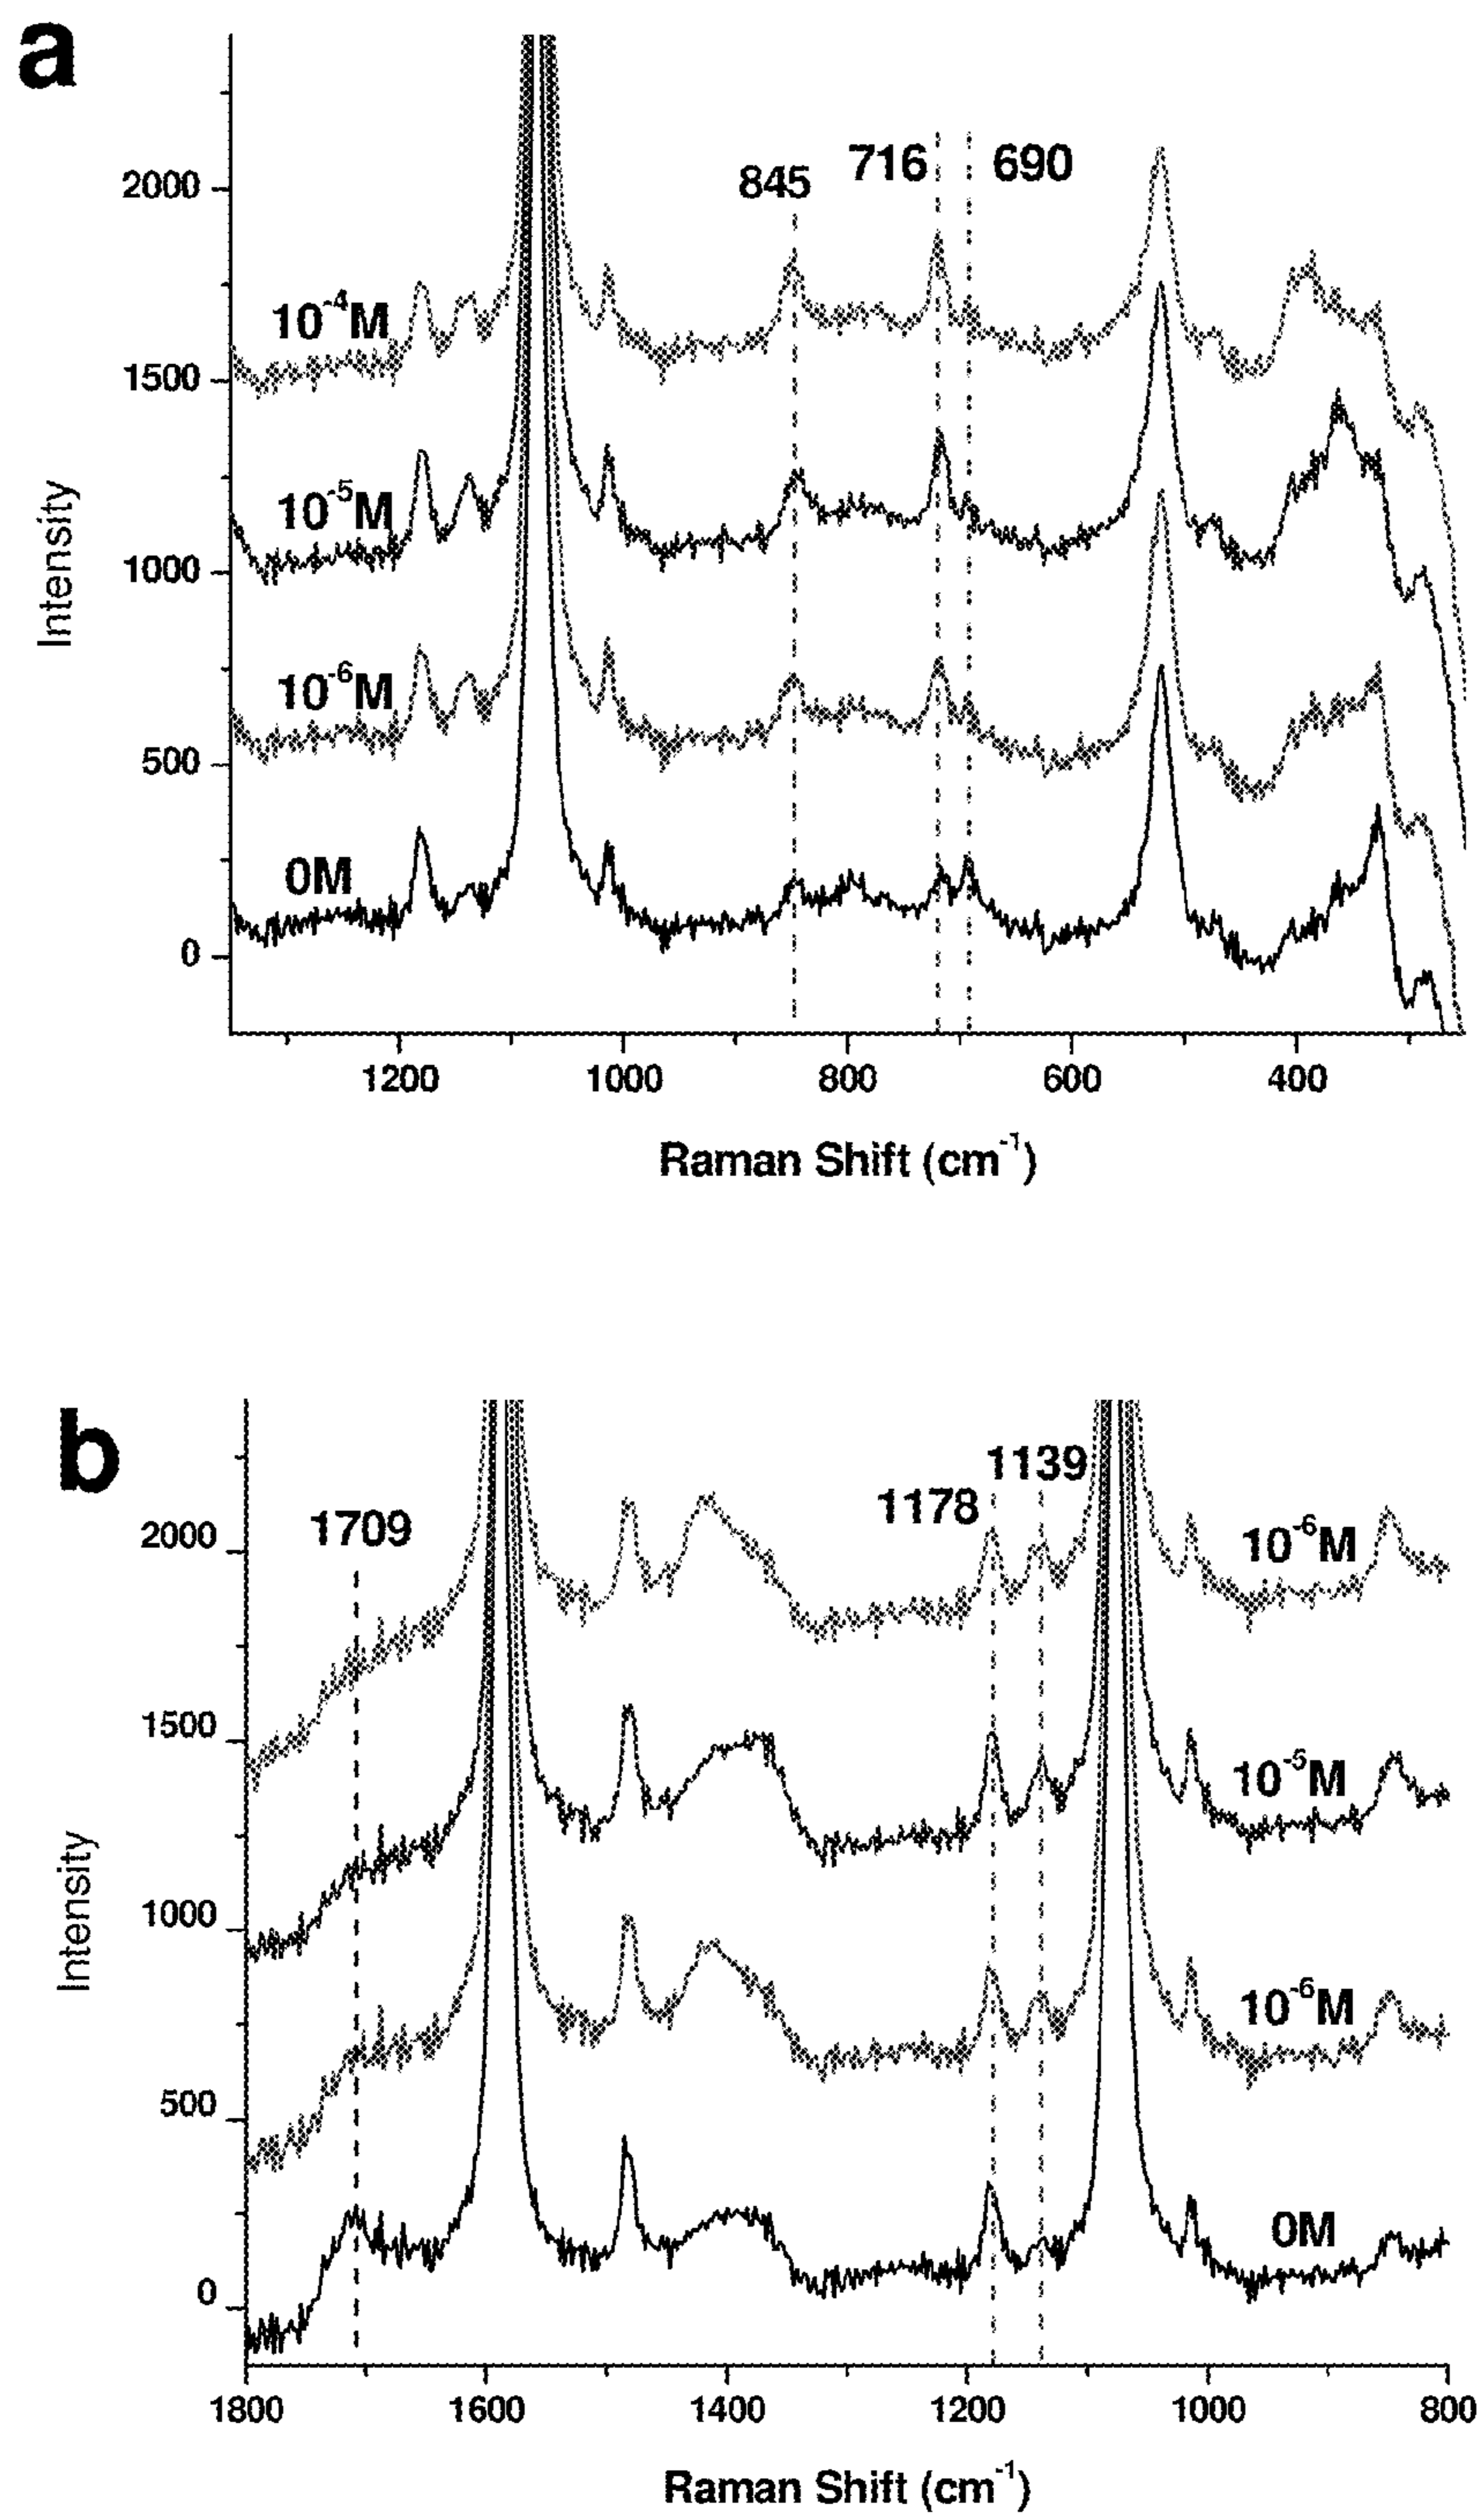 a
2000
1500
1000
500
0
Intensity
845
716
690
10⁻⁴M
10⁻⁵M
10⁻⁶M
0M
1200 1000 800 600 400
Raman Shift (cm⁻¹)
b
2000
1500
1000
500
0
Intensity
1709
1178
1139
10⁻⁶M
10⁻⁵M
10⁻⁶M
0M
1800 1600 1400 1200 1000 800
Raman Shift (cm⁻¹)